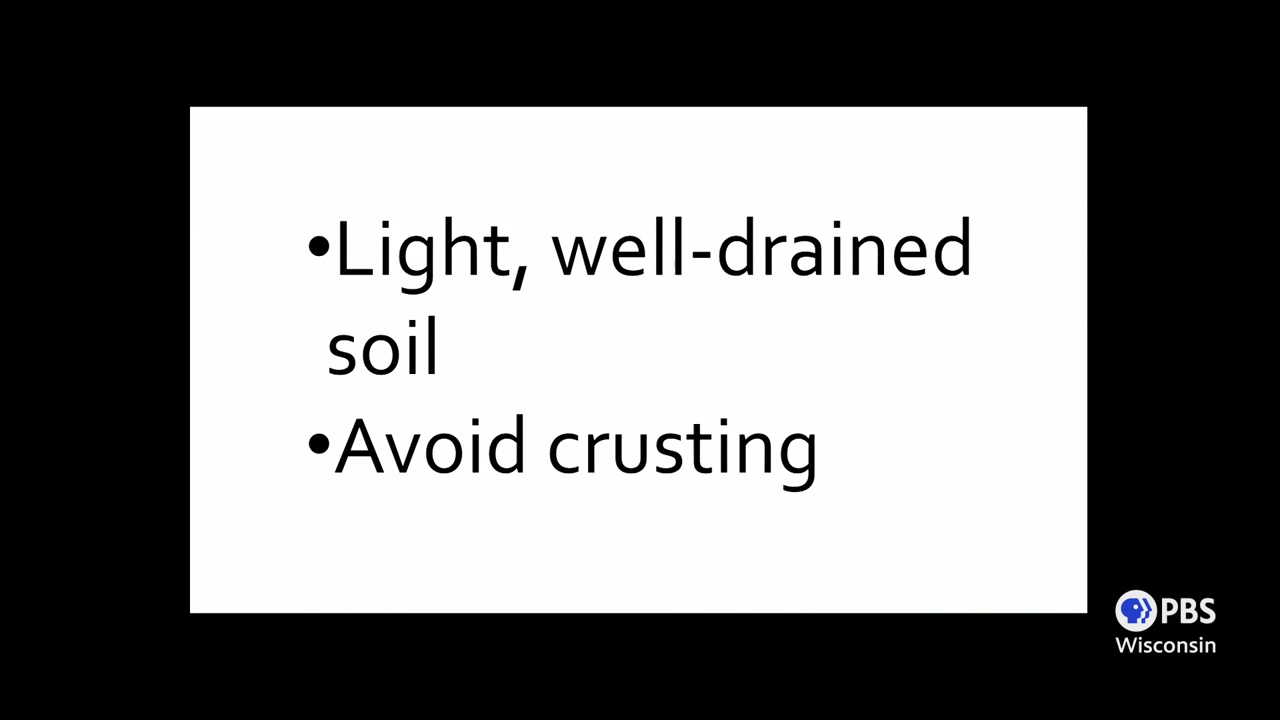 •Light, well-drained
soil
•Avoid crusting
PBS
Wisconsin